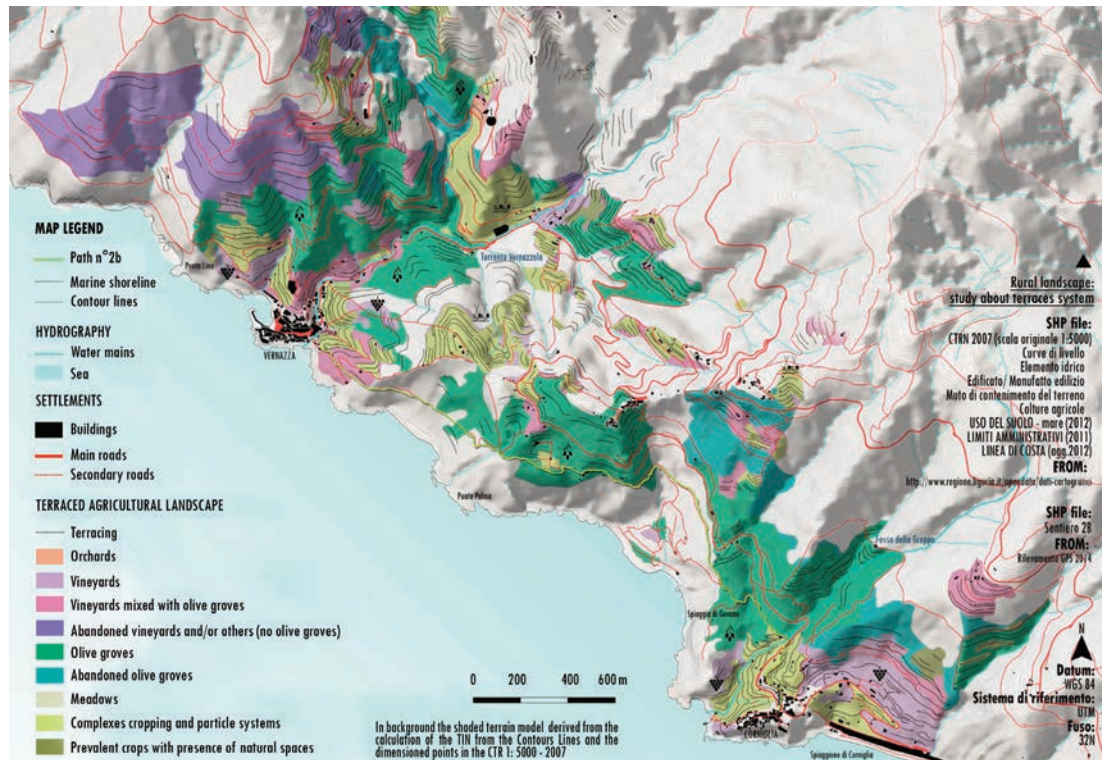 MAP LEGEND
Path n°2b
Marine shoreline
Contour lines
HYDROGRAPHY
Water mains
Sea
SETTLEMENTS
Buildings
Main roads
Secondary roads
TERRACED AGRICULTURAL LANDSCAPE
Terracing
Orchards
Vineyards
Vineyards mixed with olive groves
Abandoned vineyards and/or others (no olive groves)
Olive groves
Abandoned olive groves
Meadows
Complexes cropping and particle systems
Prevalent crops with presence of natural spaces
Punta Lina
VERNAZZA
Torrente Vernazzola
Punta Palma
Fosso della Groppa
Spiaggia di Guvano
CORNIGLIA
Spiaggione di Corniglia
0 200 400 600 m
In background the shaded terrain model derived from the
calculation of the TIN from the Contours Lines and the
dimensioned points in the CTR 1: 5000 - 2007
Rural landscape:
study about terraces system
SHP file:
CTRN 2007 (scala originale 1:5000)
Curve di livello
Elemento idrico
Edificato/ Manufatto edilizio
Muto di contenimento del terreno
Colture agricole
USO DEL SUOLO - mare (2012)
LIMITI AMMINISTRATIVI (2011)
LINEA DI COSTA (agg.2012)
FROM:
http://www.regione.liguria.it/opendata/dati-cartografici
SHP file:
Sentiero 2B
FROM:
Rilevamento GPS 2014
N
Datum:
WGS 84
Sistema di riferimento:
UTM
Fuso:
32N